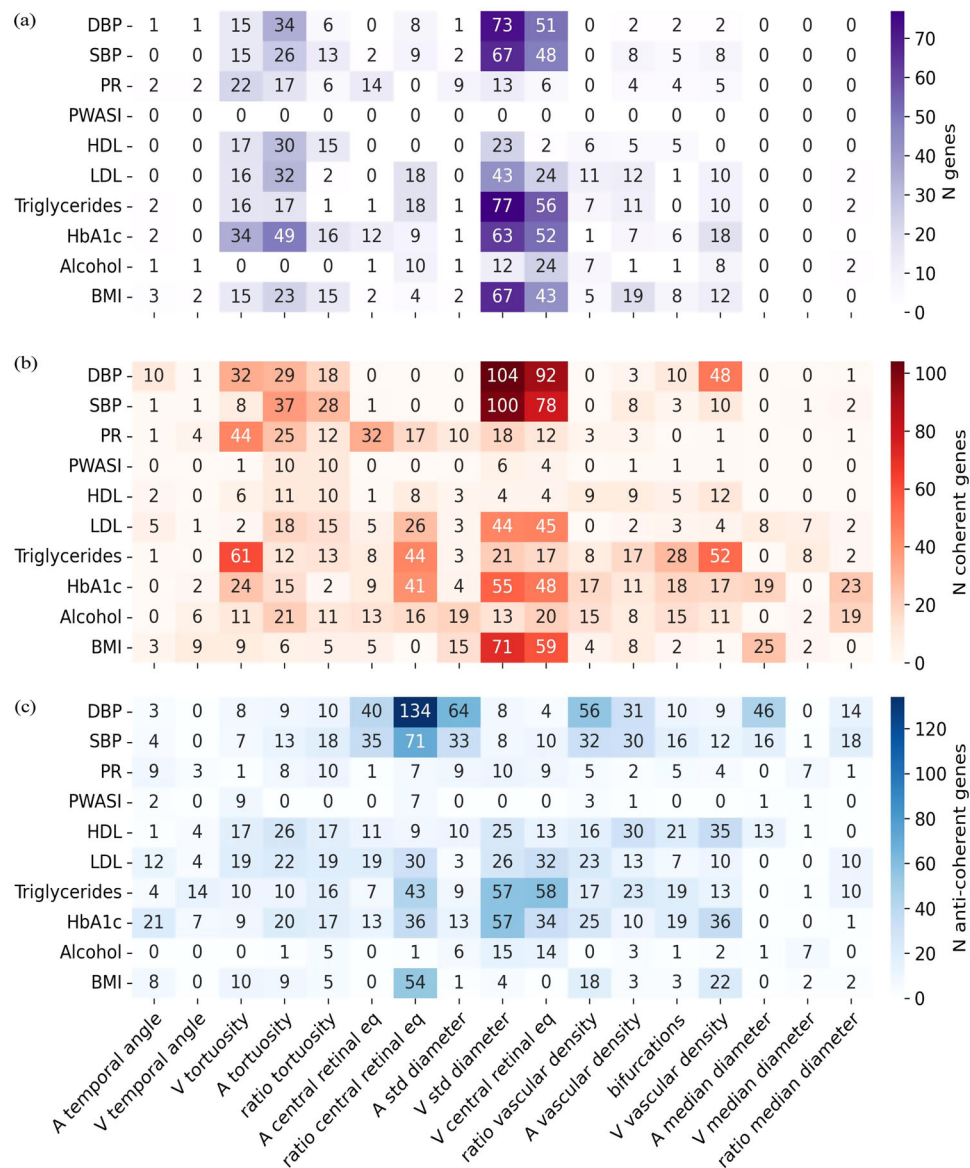 (a)
DBP 1 1 15 34 6 0 8 1 73 51 0 2 2 2 0 0 0
SBP 0 0 15 26 13 2 9 2 67 48 0 8 5 8 0 0 0
PR 2 2 22 17 6 14 0 9 13 6 0 4 4 5 0 0 0
PWASI 0 0 0 0 0 0 0 0 0 0 0 0 0 0 0 0 0
HDL 0 0 17 30 15 0 0 0 23 2 6 5 5 0 0 0 0
LDL 0 0 16 32 2 0 18 0 43 24 11 12 1 10 0 0 2
Triglycerides 2 0 16 17 1 1 18 1 77 56 7 11 0 10 0 0 2
HbA1c 2 0 34 49 16 12 9 1 63 52 1 7 6 18 0 0 0
Alcohol 1 1 0 0 0 1 10 1 12 24 7 1 1 8 0 0 2
BMI 3 2 15 23 15 2 4 2 67 43 5 19 8 12 0 0 0
70
60
50
40
30
20
10
0
N genes
(b)
DBP 10 1 32 29 18 0 0 0 104 92 0 3 10 48 0 0 1
SBP 1 1 8 37 28 1 0 0 100 78 0 8 3 10 0 1 2
PR 1 4 44 25 12 32 17 10 18 12 3 3 0 1 0 0 1
PWASI 0 0 1 10 10 0 0 0 6 4 0 1 1 1 0 0 0
HDL 2 0 6 11 10 1 8 3 4 4 9 9 5 12 0 0 0
LDL 5 1 2 18 15 5 26 3 44 45 0 2 3 4 8 7 2
Triglycerides 1 0 61 12 13 8 44 3 21 17 8 17 28 52 0 8 2
HbA1c 0 2 24 15 2 9 41 4 55 48 17 11 18 17 19 0 23
Alcohol 0 6 11 21 11 13 16 19 13 20 15 8 15 11 0 2 19
BMI 3 9 9 6 5 5 0 15 71 59 4 8 2 1 25 2 0
100
80
60
40
20
0
N coherent genes
(c)
DBP 3 0 8 9 10 40 134 64 8 4 56 31 10 9 46 0 14
SBP 4 0 7 13 18 35 71 33 8 10 32 30 16 12 16 1 18
PR 9 3 1 8 10 1 7 9 10 9 5 2 5 4 0 7 1
PWASI 2 0 9 0 0 0 7 0 0 0 3 1 0 0 1 1 0
HDL 1 4 17 26 17 11 9 10 25 13 16 30 21 35 13 1 0
LDL 12 4 19 22 19 19 30 3 26 32 23 13 7 10 0 0 10
Triglycerides 4 14 10 10 16 7 43 9 57 58 17 23 19 13 0 1 10
HbA1c 21 7 9 20 17 13 36 13 57 34 25 10 19 36 0 0 1
Alcohol 0 0 0 1 5 0 1 6 15 14 0 3 1 2 1 7 0
BMI 8 0 10 9 5 0 54 1 4 0 18 3 3 22 0 2 2
120
100
80
60
40
20
0
N anti-coherent genes
A temporal angle
V temporal angle
V tortuosity
A tortuosity
ratio tortuosity
A central retinal eq
ratio central retinal eq
A std diameter
V std diameter
V central retinal eq
ratio vascular density
A vascular density
bifurcations
V vascular density
A median diameter
V median diameter
ratio median diameter